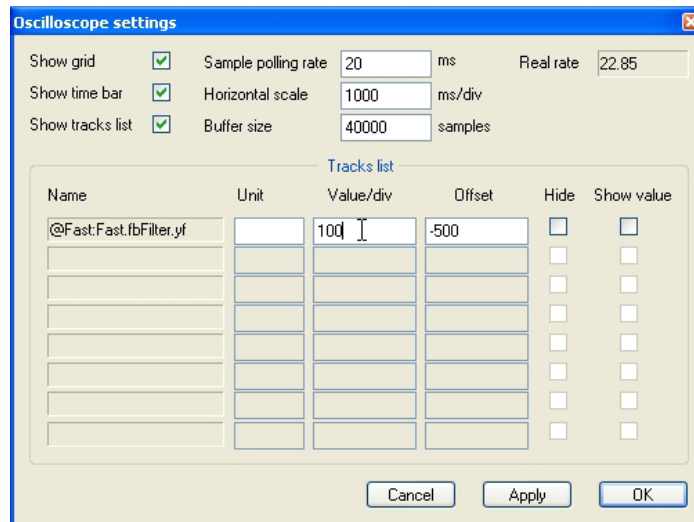 Oscilloscope settings
Show grid Sample polling rate 20 ms Real rate 22.85
Show time bar Horizontal scale 1000 ms/div
Show tracks list Buffer size 40000 samples
Tracks list
Name Unit Value/div Offset Hide Show value
@Fast:Fast.fbFilter.yf 100 -500
Cancel Apply OK